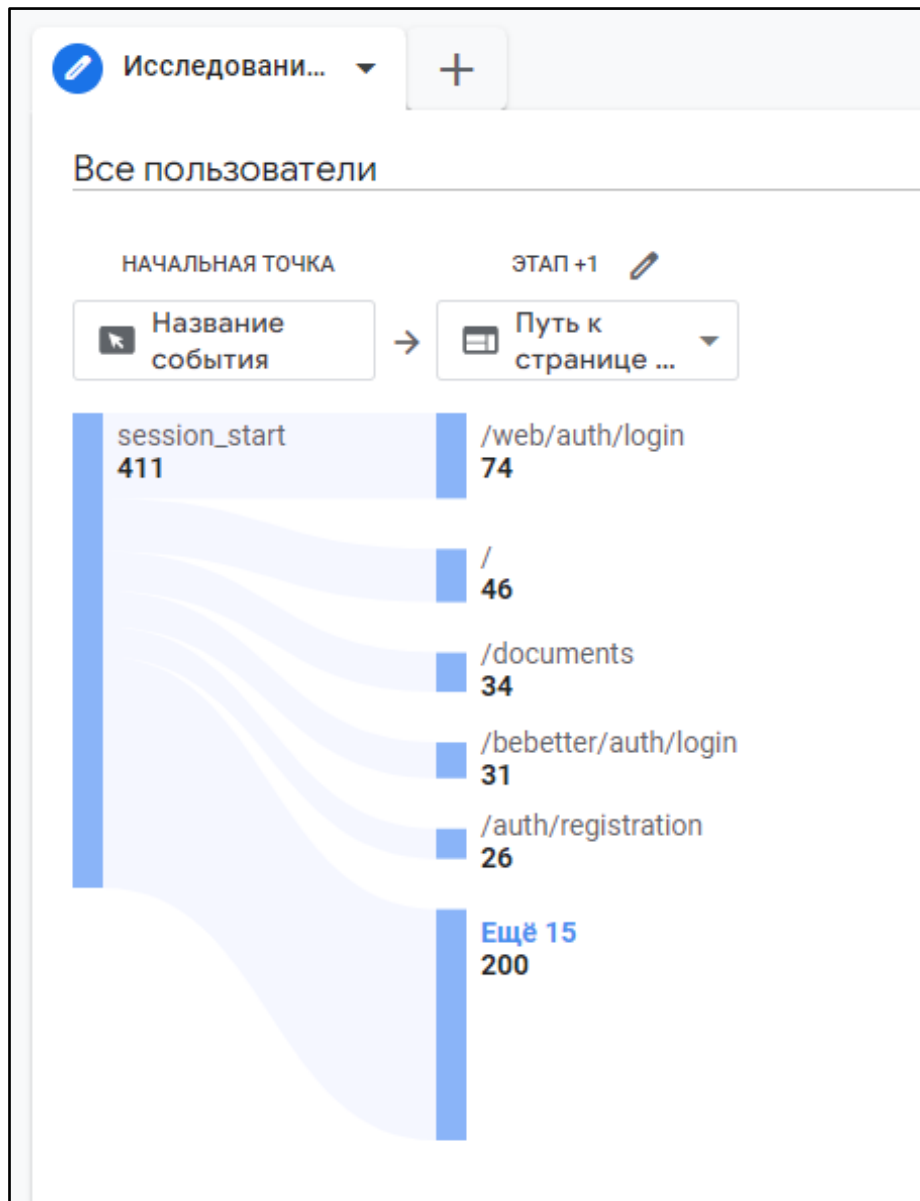 Исследовани...
Все пользователи
НАЧАЛЬНАЯ ТОЧКА
ЭТАП +1
Название
события
Путь к
странице ...
session_start
411
/web/auth/login
74
/
46
/documents
34
/bebetter/auth/login
31
/auth/registration
26
Ещё 15
200